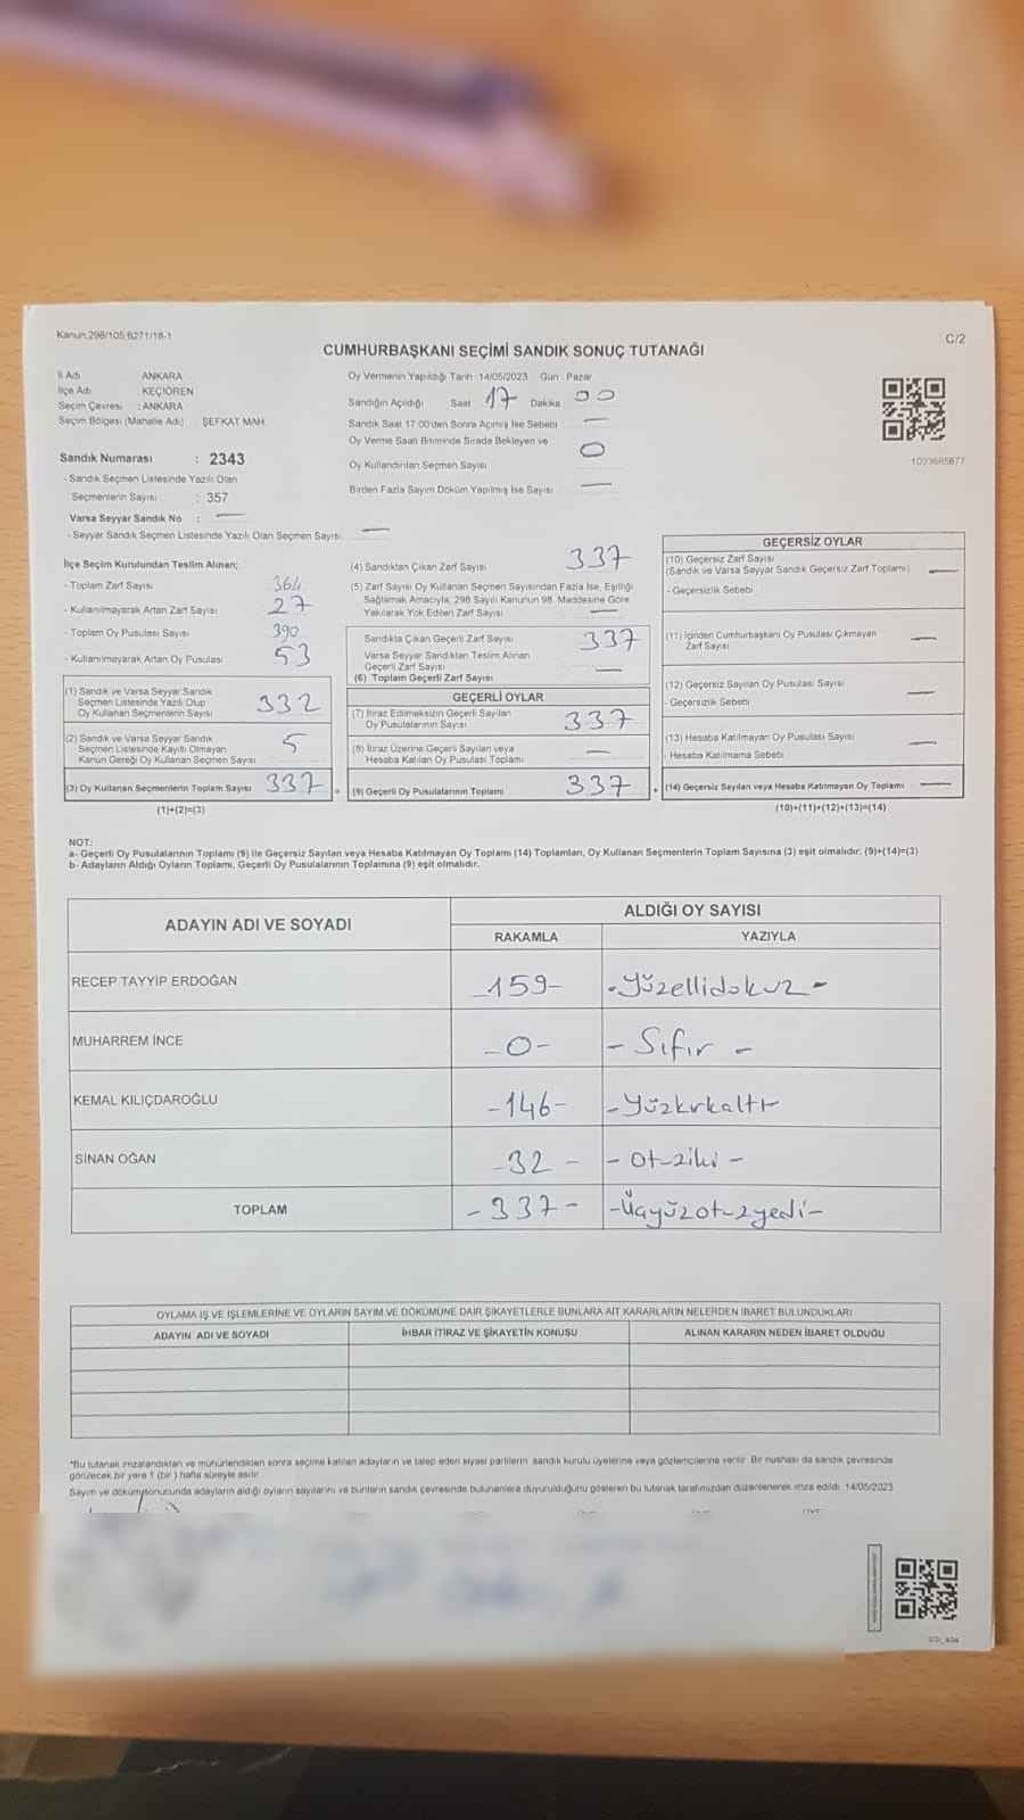 Kanun.298/105,6271/18-1
C/2
CUMHURBAŞKANI SEÇİMİ SANDIK SONUÇ TUTANAĞI
İl Adı ANKARA
İlçe Adı : KEÇİÖREN
Seçim Çevresi : ANKARA
Seçim Bölgesi (Mahalle Adı) ŞEFKAT MAH.
Sandık Numarası : 2343
- Sandık Seçmen Listesinde Yazılı Olan
Seçmenlerin Sayısı : 357
Varsa Seyyar Sandık No : —
- Seyyar Sandık Seçmen Listesinde Yazılı Olan Seçmen Sayısı —
Oy Vermenin Yapıldığı Tarih : 14/05/2023 Gün : Pazar
Sandığın Açıldığı Saat 17 Dakika 00
Sandık Saat 17.00'den Sonra Açılmış İse Sebebi —
Oy Verme Saati Bitiminde Sırada Bekleyen ve
Oy Kullandırılan Seçmen Sayısı 0
Birden Fazla Sayım Döküm Yapılmış İse Sayısı —
İlçe Seçim Kurulundan Teslim Alınan;
- Toplam Zarf Sayısı 364
- Kullanılmayarak Artan Zarf Sayısı 27
- Toplam Oy Pusulası Sayısı 390
- Kullanılmayarak Artan Oy Pusulası 53
(1) Sandık ve Varsa Seyyar Sandık
Seçmen Listesinde Yazılı Olup
Oy Kullanan Seçmenlerin Sayısı 332
(2) Sandık ve Varsa Seyyar Sandık
Seçmen Listesinde Kayıtlı Olmayan
Kanun Gereği Oy Kullanan Seçmen Sayısı 5
(3) Oy Kullanan Seçmenlerin Toplam Sayısı 337
(1)+(2)=(3)
(4) Sandıktan Çıkan Zarf Sayısı 337
(5) Zarf Sayısı Oy Kullanan Seçmen Sayısından Fazla İse, Eşitliği
Sağlamak Amacıyla, 298 Sayılı Kanunun 98. Maddesine Göre
Yakılarak Yok Edilen Zarf Sayısı —
Sandıkta Çıkan Geçerli Zarf Sayısı 337
Varsa Seyyar Sandıktan Teslim Alınan
Geçerli Zarf Sayısı —
(6) Toplam Geçerli Zarf Sayısı
GEÇERLİ OYLAR
(7) İtiraz Edilmeksizin Geçerli Sayılan
Oy Pusulalarının Sayısı 337
(8) İtiraz Üzerine Geçerli Sayılan veya
Hesaba Katılan Oy Pusulası Toplamı —
(9) Geçerli Oy Pusulalarının Toplamı 337
GEÇERSİZ OYLAR
(10) Geçersiz Zarf Sayısı
(Sandık ve Varsa Seyyar Sandık Geçersiz Zarf Toplamı) —
- Geçersizlik Sebebi
(11) İçinden Cumhurbaşkanı Oy Pusulası Çıkmayan
Zarf Sayısı —
(12) Geçersiz Sayılan Oy Pusulası Sayısı —
- Geçersizlik Sebebi
(13) Hesaba Katılmayan Oy Pusulası Sayısı —
- Hesaba Katılmama Sebebi
(14) Geçersiz Sayılan veya Hesaba Katılmayan Oy Toplamı —
(10)+(11)+(12)+(13)=(14)
NOT:
a- Geçerli Oy Pusulalarının Toplamı (9) ile Geçersiz Sayılan veya Hesaba Katılmayan Oy Toplamı (14) Toplamları, Oy Kullanan Seçmenlerin Toplam Sayısına (3) eşit olmalıdır. (9)+(14)=(3)
b- Adayların Aldığı Oyların Toplamı, Geçerli Oy Pusulalarının Toplamına (9) eşit olmalıdır.
ADAYIN ADI VE SOYADI
ALDIĞI OY SAYISI
RAKAMLA YAZIYLA
RECEP TAYYİP ERDOĞAN -159- -Yüzellidokuz-
MUHARREM İNCE -0- -Sıfır-
KEMAL KILIÇDAROĞLU -146- -Yüzkırkaltı-
SİNAN OĞAN -32- -Otuziki-
TOPLAM -337- -Üçyüzotuzyedi-
OYLAMA İŞ VE İŞLEMLERİNE VE OYLARIN SAYIM VE DÖKÜMÜNE DAİR ŞİKAYETLERLE BUNLARA AİT KARARLARIN NELERDEN İBARET BULUNDUKLARI
ADAYIN ADI VE SOYADI İHBAR İTİRAZ VE ŞİKAYETİN KONUSU ALINAN KARARIN NEDEN İBARET OLDUĞU
*Bu tutanak imzalandıktan ve mühürlendikten sonra seçime katılan adayların ve talep eden siyasi partilerin sandık kurulu üyelerine veya gözlemcilerine verilir. Bir nushası da sandık çevresinde
görülecek bir yere 1 (bir ) hafta süreyle asılır.
Sayım ve döküm sonucunda adayların aldığı oyların sayılarını ve bunların sandık çevresinde bulunanlara duyurulduğunu gösteren bu tutanak tarafımızdan düzenlenerek imza edildi. 14/05/2023